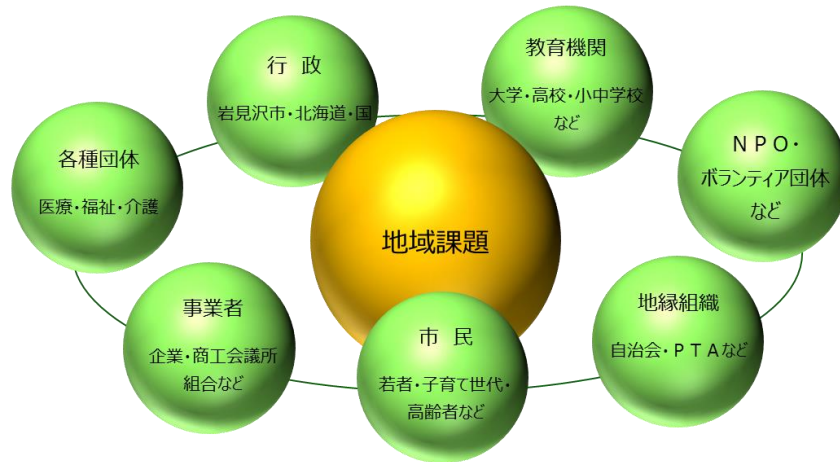 行 政
岩見沢市・北海道・国
教育機関
大学・高校・小中学校
など
各種団体
医療・福祉・介護
ＮＰＯ・
ボランティア団体
など
地域課題
事業者
企業・商工会議所
組合など
市 民
若者・子育て世代・
高齢者など
地縁組織
自治会・ＰＴＡなど